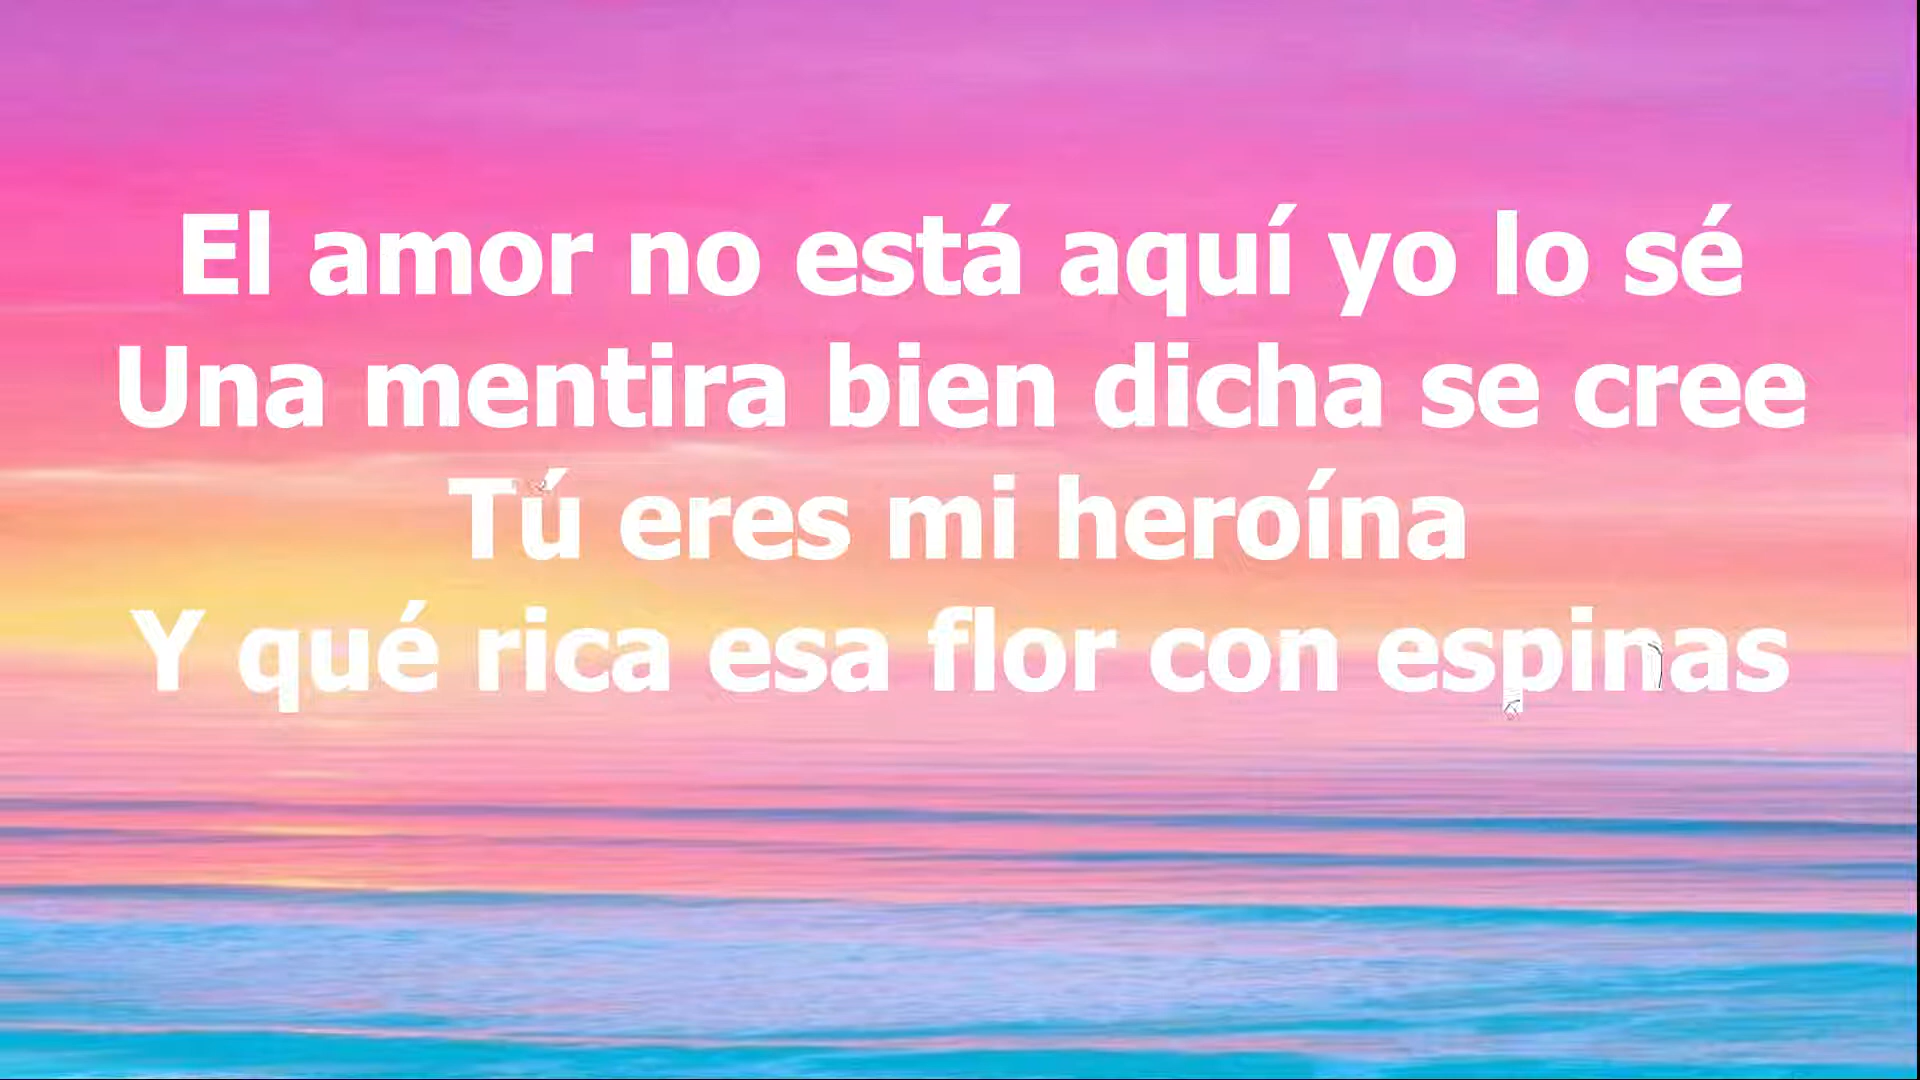 El amor no está aquí yo lo sé
Una mentira bien dicha se cree
Tú eres mi heroína
Y qué rica esa flor con espinas